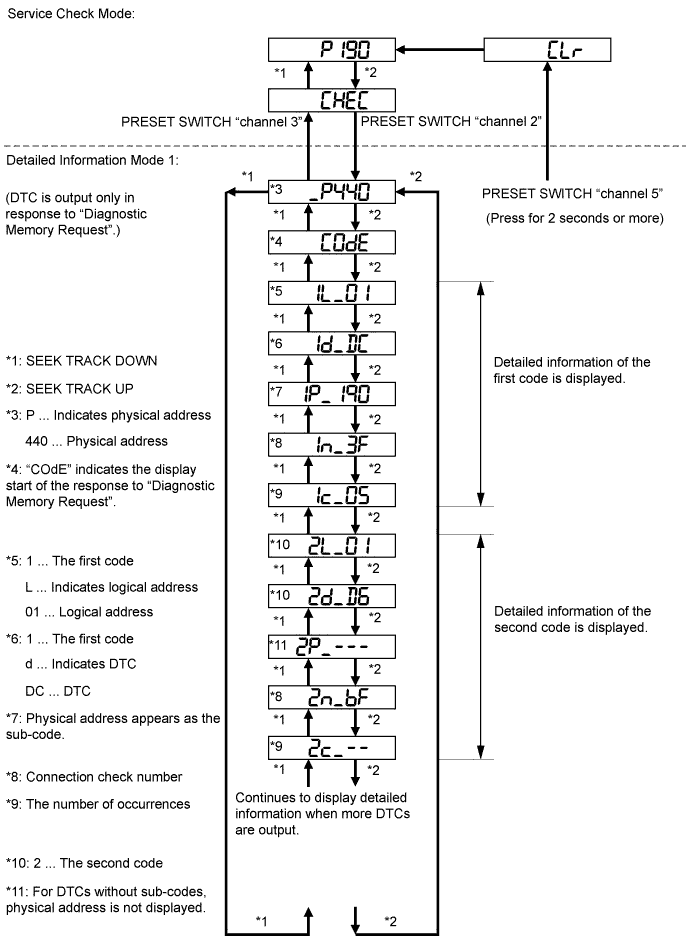 Service Check Mode:
P 190
CLr
*1
*2
CHEC
PRESET SWITCH “channel 3”
PRESET SWITCH “channel 2”
Detailed Information Mode 1:
*1
*2
(DTC is output only in
response to “Diagnostic
Memory Request”.)
*3 _P440
PRESET SWITCH “channel 5”
(Press for 2 seconds or more)
*1
*2
*4 COdE
*1
*2
*5 1L_01
*1
*2
*6 1d_DC
*1
*2
*7 1P_190
*1
*2
*8 1n_3F
*1
*2
*9 1c_05
*1
*2
Detailed information of the
first code is displayed.
*10 2L_01
*1
*2
*10 2d_D6
*1
*2
*11 2P_---
*1
*2
*8 2n_bF
*1
*2
*9 2c_--
*1
*2
Detailed information of the
second code is displayed.
Continues to display detailed
information when more DTCs
are output.
*1
*2
*1: SEEK TRACK DOWN
*2: SEEK TRACK UP
*3: P ... Indicates physical address
440 ... Physical address
*4: “COdE” indicates the display
start of the response to “Diagnostic
Memory Request”.
*5: 1 ... The first code
L ... Indicates logical address
01 ... Logical address
*6: 1 ... The first code
d ... Indicates DTC
DC ... DTC
*7: Physical address appears as the
sub-code.
*8: Connection check number
*9: The number of occurrences
*10: 2 ... The second code
*11: For DTCs without sub-codes,
physical address is not displayed.